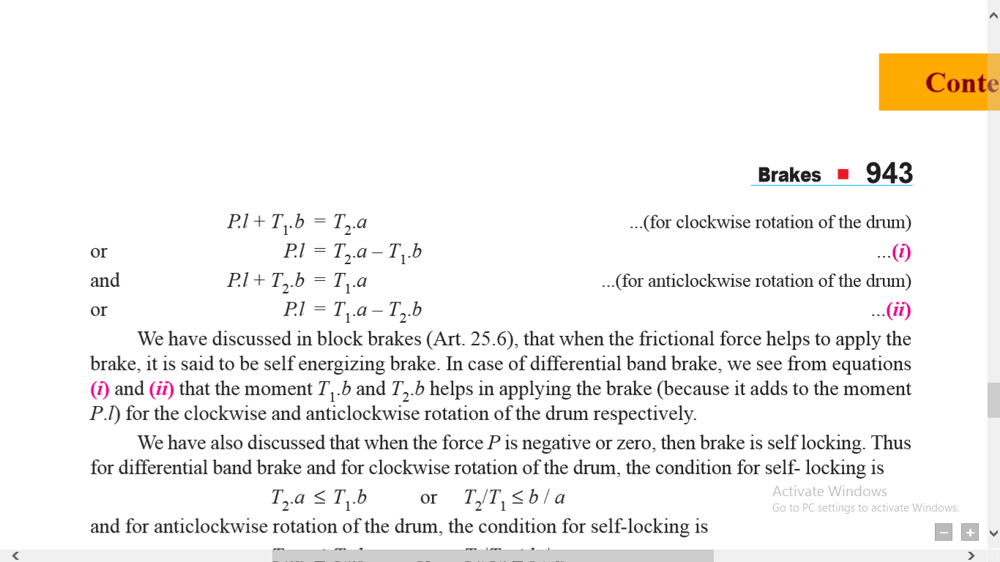 Conte
Brakes ■ 943
P.l + T₁.b = T₂.a ...(for clockwise rotation of the drum)
or P.l = T₂.a – T₁.b ...(i)
and P.l + T₂.b = T₁.a ...(for anticlockwise rotation of the drum)
or P.l = T₁.a – T₂.b ...(ii)
We have discussed in block brakes (Art. 25.6), that when the frictional force helps to apply the
brake, it is said to be self energizing brake. In case of differential band brake, we see from equations
(i) and (ii) that the moment T₁.b and T₂.b helps in applying the brake (because it adds to the moment
P.l) for the clockwise and anticlockwise rotation of the drum respectively.
We have also discussed that when the force P is negative or zero, then brake is self locking. Thus
for differential band brake and for clockwise rotation of the drum, the condition for self- locking is
T₂.a ≤ T₁.b or T₂/T₁ ≤ b / a
and for anticlockwise rotation of the drum, the condition for self-locking is
Activate Windows
Go to PC settings to activate Windows.